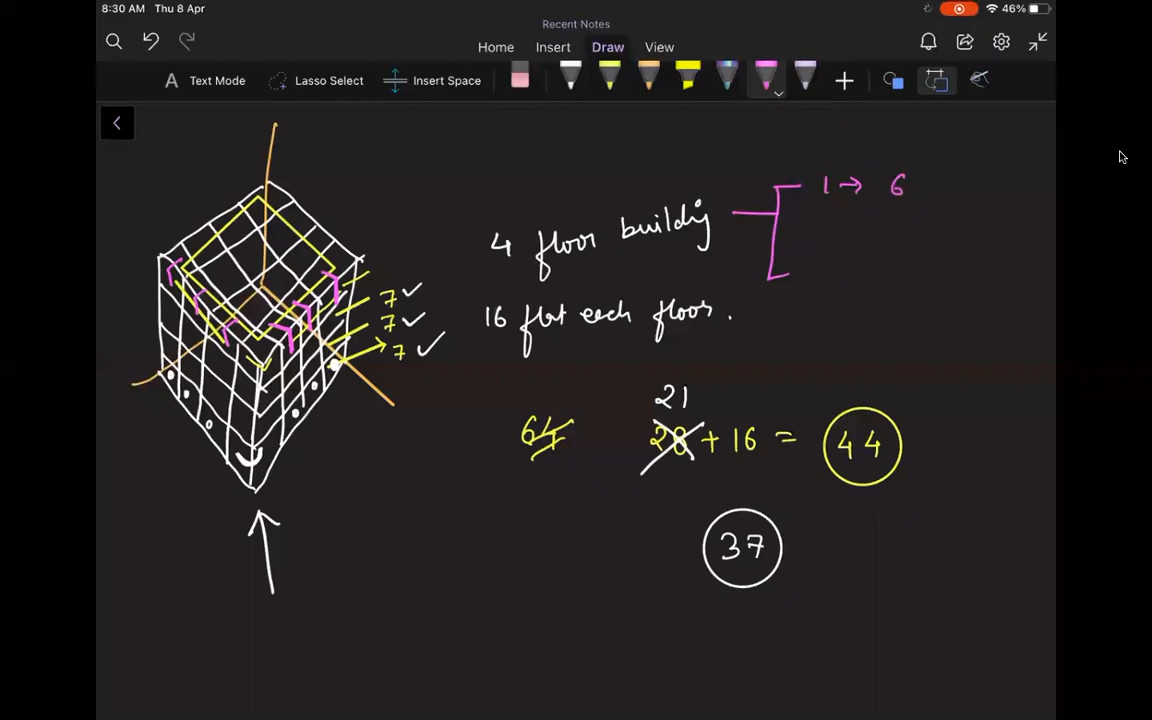 8:30 AM Thu 8 Apr
46%
Recent Notes
Home Insert Draw View
Text Mode Lasso Select Insert Space
1 → 6
4 floor building
7 ✓
7 ✓
→ 7 ✓
16 flat each floor.
21
64 28 + 16 = 44
37